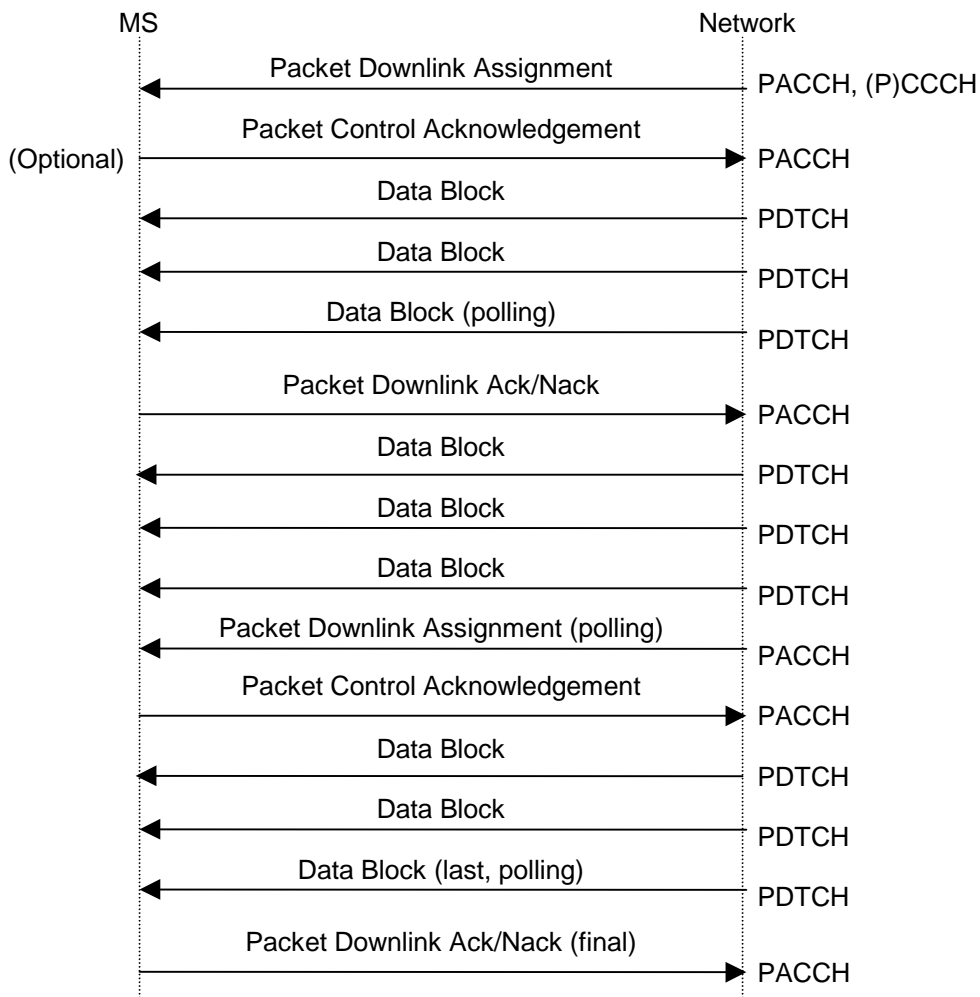 MS Network
Packet Downlink Assignment PACCH, (P)CCCH
Packet Control Acknowledgement
(Optional) PACCH
Data Block PDTCH
Data Block PDTCH
Data Block (polling) PDTCH
Packet Downlink Ack/Nack PACCH
Data Block PDTCH
Data Block PDTCH
Data Block PDTCH
Packet Downlink Assignment (polling) PACCH
Packet Control Acknowledgement PACCH
Data Block PDTCH
Data Block PDTCH
Data Block (last, polling) PDTCH
Packet Downlink Ack/Nack (final) PACCH